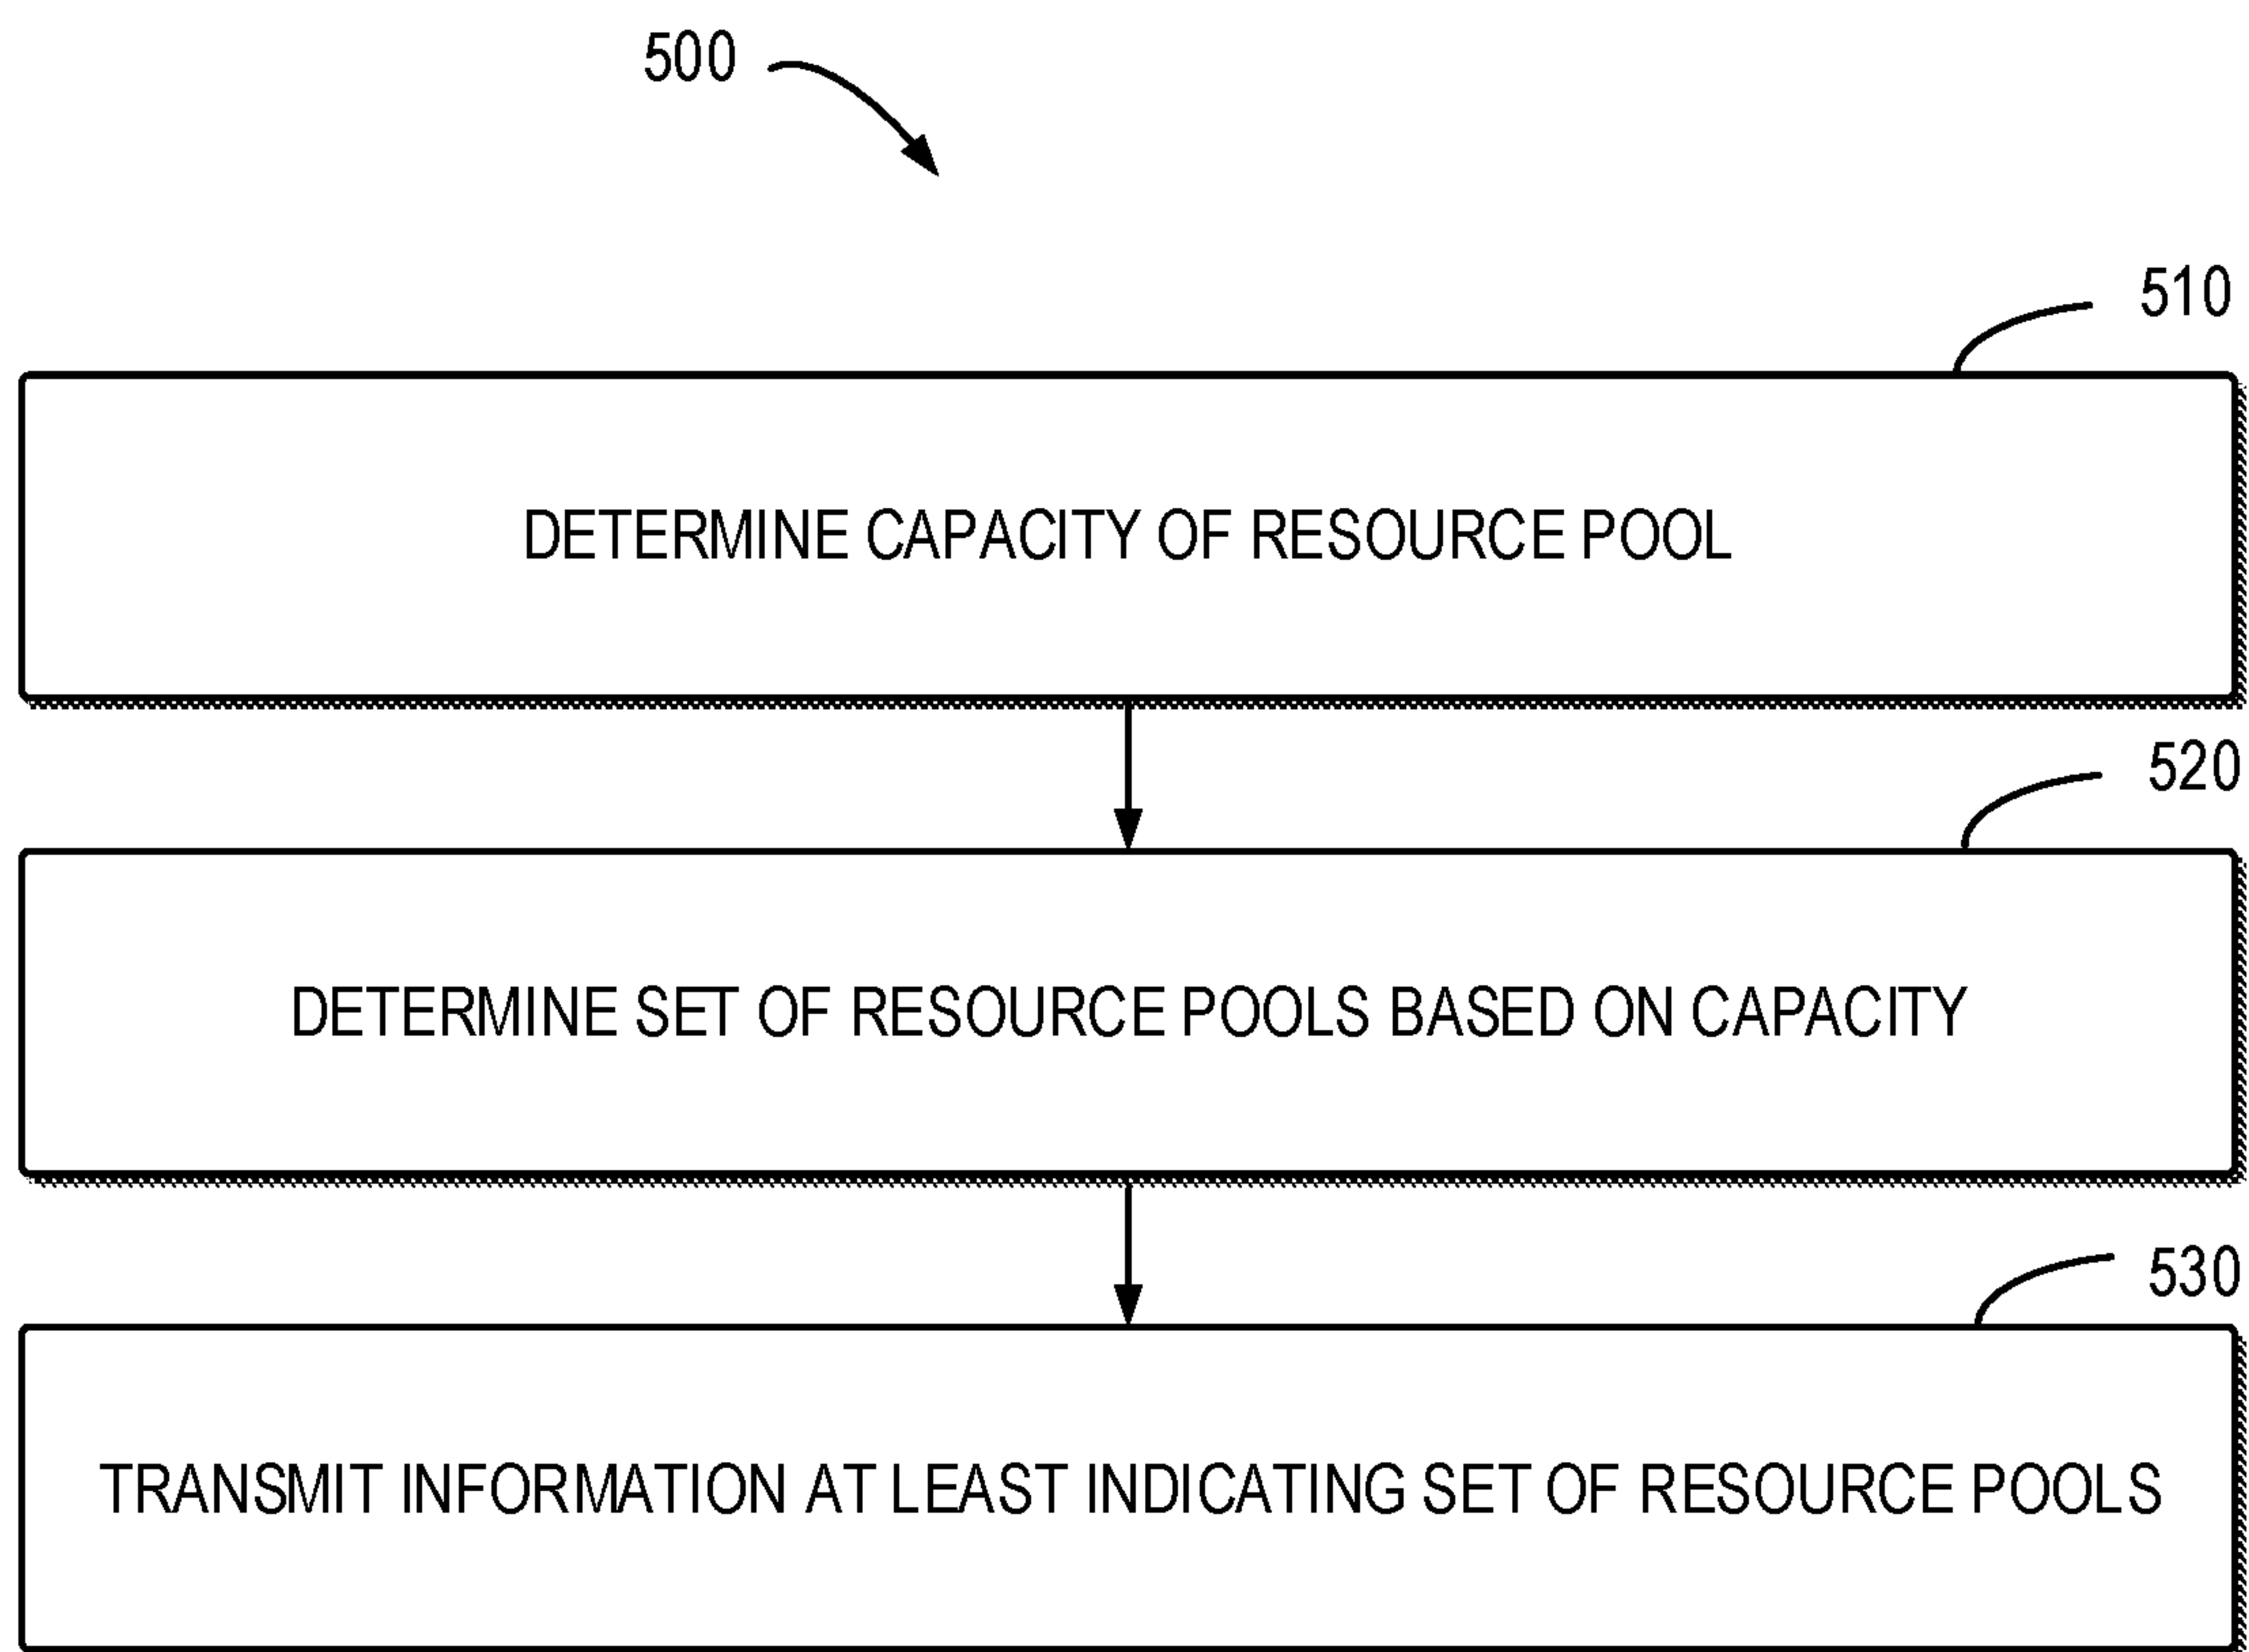 500
510
DETERMINE CAPACITY OF RESOURCE POOL
520
DETERMINE SET OF RESOURCE POOLS BASED ON CAPACITY
530
TRANSMIT INFORMATION AT LEAST INDICATING SET OF RESOURCE POOLS